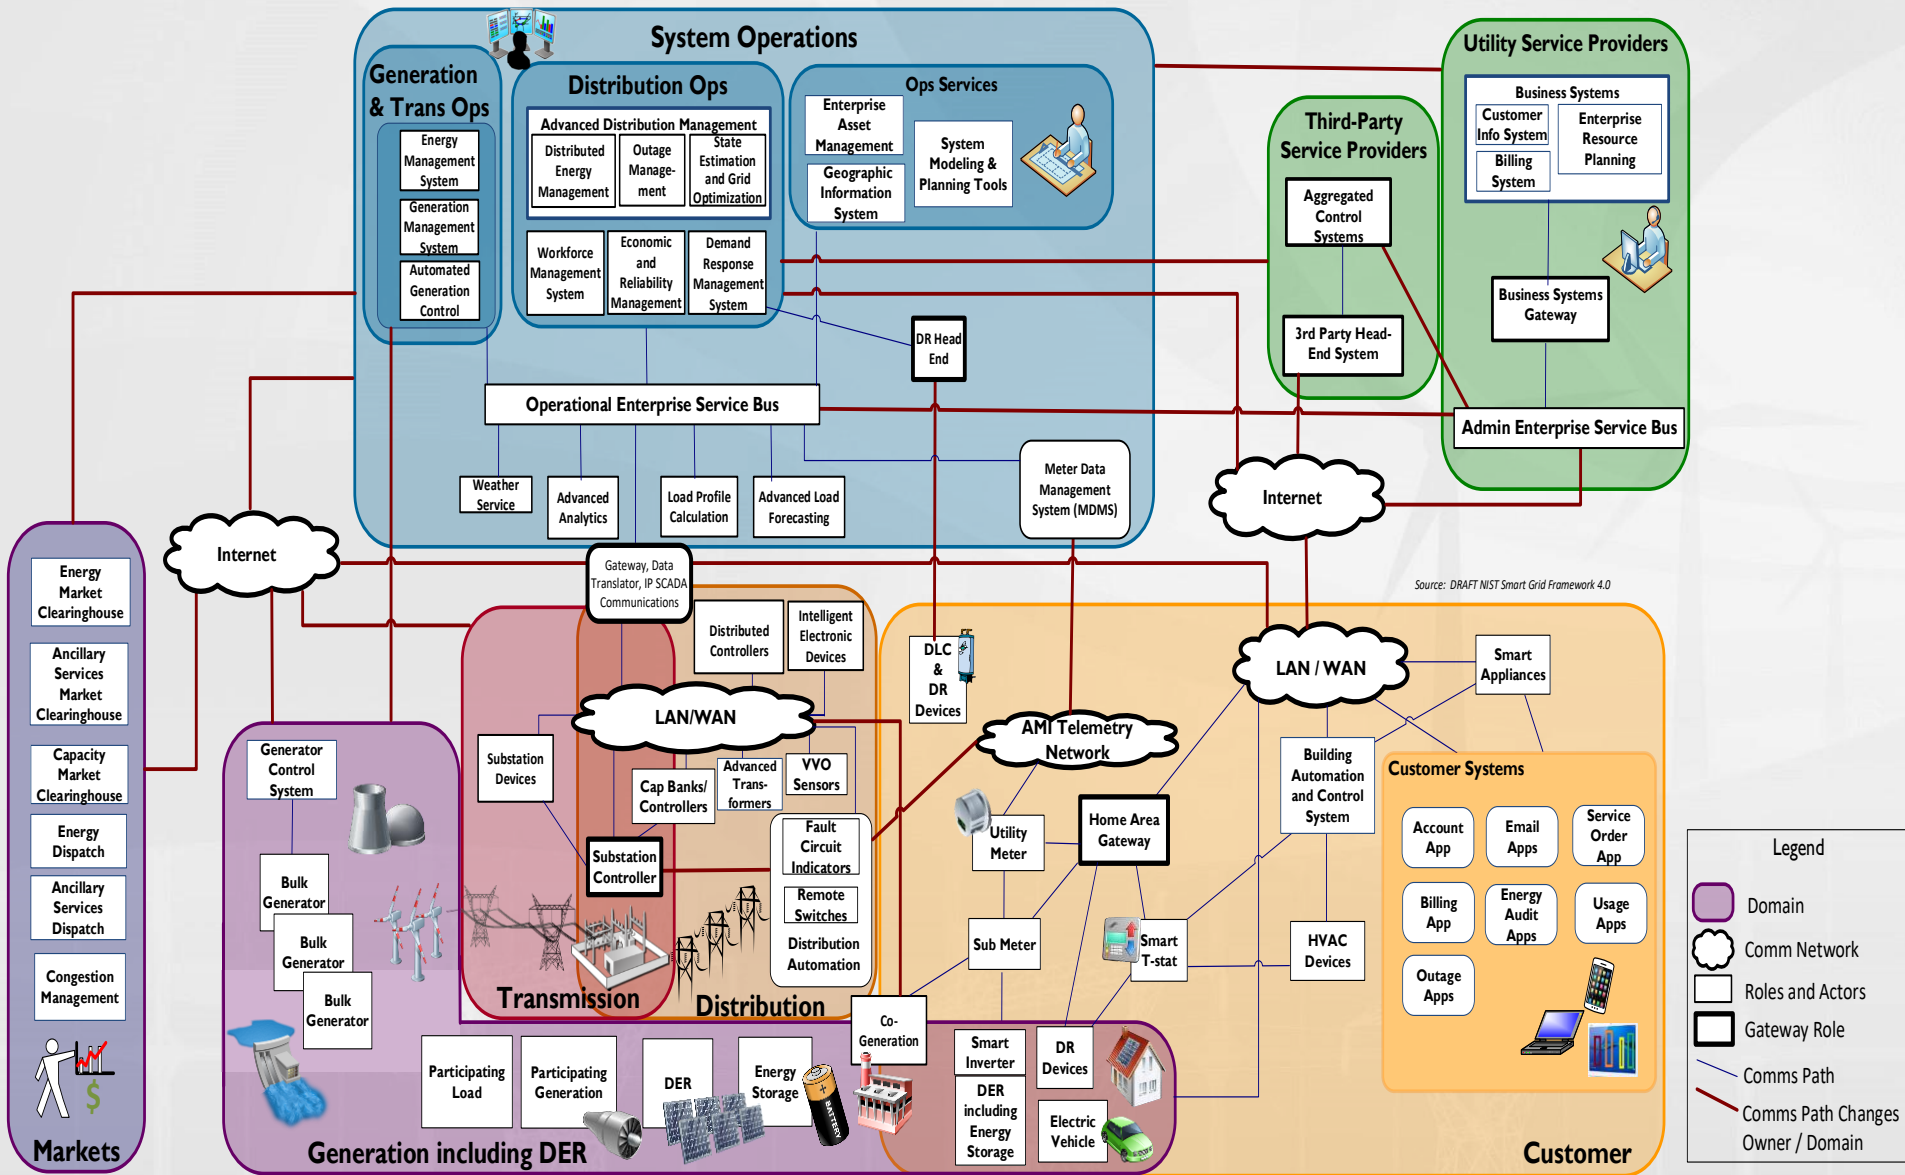 System Operations
Generation
& Trans Ops
Energy
Management
System
Generation
Management
System
Automated
Generation
Control
Distribution Ops
Advanced Distribution Management
Distributed
Energy
Management
Outage
Manage-
ment
State
Estimation
and Grid
Optimization
Workforce
Management
System
Economic
and
Reliability
Management
Demand
Response
Management
System
Ops Services
Enterprise
Asset
Management
Geographic
Information
System
System
Modeling &
Planning Tools
DR Head
End
Operational Enterprise Service Bus
Weather
Service
Advanced
Analytics
Load Profile
Calculation
Advanced Load
Forecasting
Meter Data
Management
System (MDMS)
Third-Party
Service Providers
Aggregated
Control
Systems
3rd Party Head-
End System
Utility Service Providers
Business Systems
Customer
Info System
Billing
System
Enterprise
Resource
Planning
Business Systems
Gateway
Admin Enterprise Service Bus
Internet
Internet
Source: DRAFT NIST Smart Grid Framework 4.0
Energy
Market
Clearinghouse
Ancillary
Services
Market
Clearinghouse
Capacity
Market
Clearinghouse
Energy
Dispatch
Ancillary
Services
Dispatch
Congestion
Management
$
Markets
Gateway, Data
Translator, IP SCADA
Communications
Distributed
Controllers
Intelligent
Electronic
Devices
LAN/WAN
Substation
Devices
Cap Banks/
Controllers
Advanced
Trans-
formers
VVO
Sensors
Substation
Controller
Fault
Circuit
Indicators
Remote
Switches
Distribution
Automation
Transmission
Distribution
Generator
Control
System
Bulk
Generator
Bulk
Generator
Bulk
Generator
Participating
Load
Participating
Generation
DER
Energy
Storage
BATTERY
Co-
Generation
Generation including DER
DLC
&
DR
Devices
AMI Telemetry
Network
LAN / WAN
Smart
Appliances
Utility
Meter
Home Area
Gateway
Building
Automation
and Control
System
Sub Meter
Smart
T-stat
HVAC
Devices
Smart
Inverter
DER
including
Energy
Storage
DR
Devices
Electric
Vehicle
Customer Systems
Account
App
Email
Apps
Service
Order
App
Billing
App
Energy
Audit
Apps
Usage
Apps
Outage
Apps
Customer
Legend
Domain
Comm Network
Roles and Actors
Gateway Role
Comms Path
Comms Path Changes
Owner / Domain